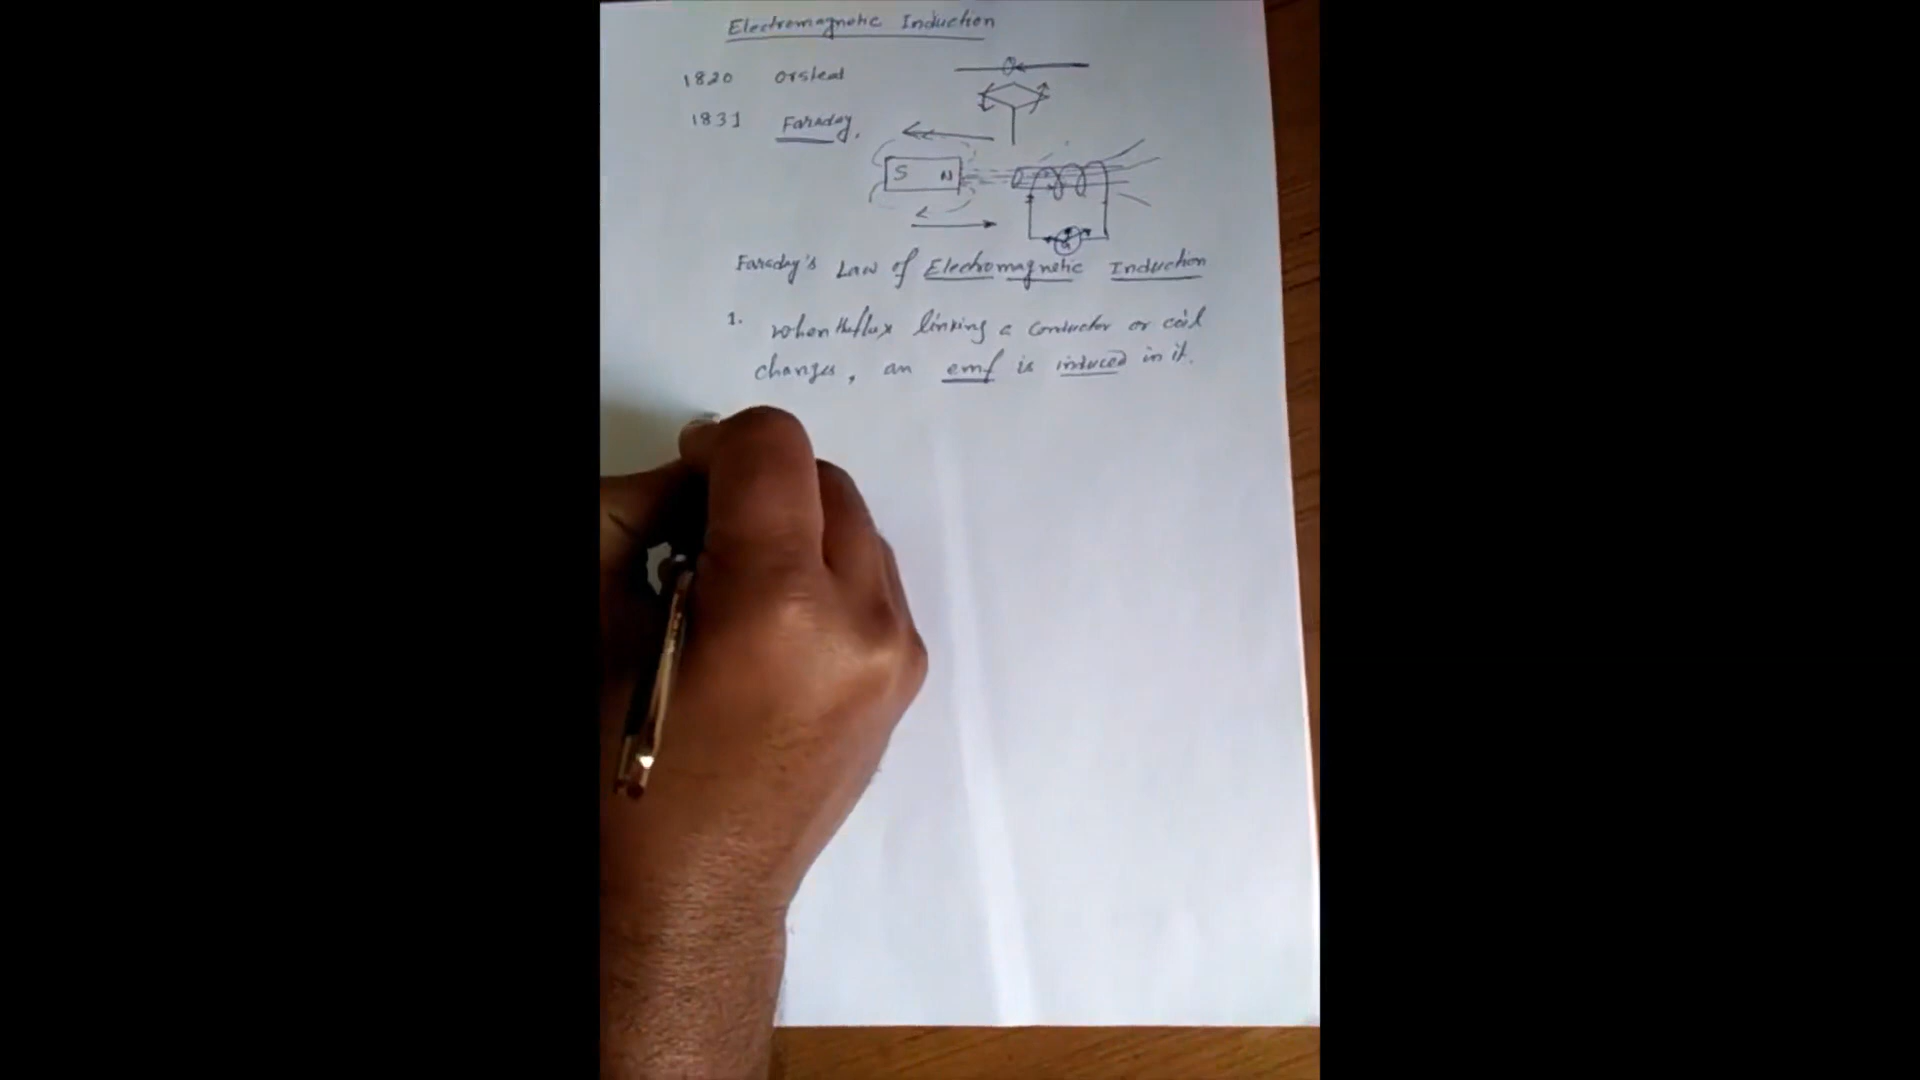 Electromagnetic Induction
1820 Orstead
1831 Faraday.
S N
G
Faraday's Law of Electromagnetic Induction
1. when the flux linking a conductor or coil
changes, an emf is induced in it.